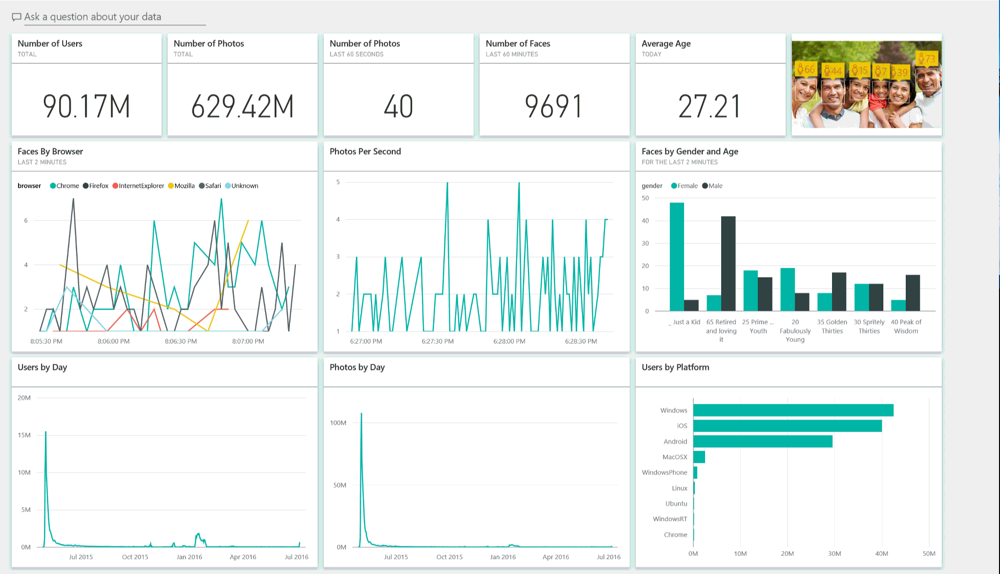 Ask a question about your data
Number of Users
TOTAL
90.17M
Number of Photos
TOTAL
629.42M
Number of Photos
LAST 60 SECONDS
40
Number of Faces
LAST 60 MINUTES
9691
Average Age
TODAY
27.21
66 44 15 7 39 73
Faces By Browser
LAST 2 MINUTES
browser Chrome Firefox InternetExplorer Mozilla Safari Unknown
6
4
2
8:05:30 PM 8:06:00 PM 8:06:30 PM 8:07:00 PM
Photos Per Second
5
4
3
2
1
6:27:00 PM 6:27:30 PM 6:28:00 PM 6:28:30 PM
Faces by Gender and Age
FOR THE LAST 2 MINUTES
gender Female Male
50
40
30
20
10
0
_ Just a Kid 65 Retired 25 Prime ... 20 35 Golden 30 Spritely 40 Peak of
and loving Youth Fabulously Thirties Thirties Wisdom
it Young
Users by Day
20M
15M
10M
5M
0M
Jul 2015 Oct 2015 Jan 2016 Apr 2016 Jul 2016
Photos by Day
100M
50M
0M
Jul 2015 Oct 2015 Jan 2016 Apr 2016 Jul 2016
Users by Platform
Windows
iOS
Android
MacOSX
WindowsPhone
Linux
Ubuntu
WindowsRT
Chrome
0M 10M 20M 30M 40M 50M